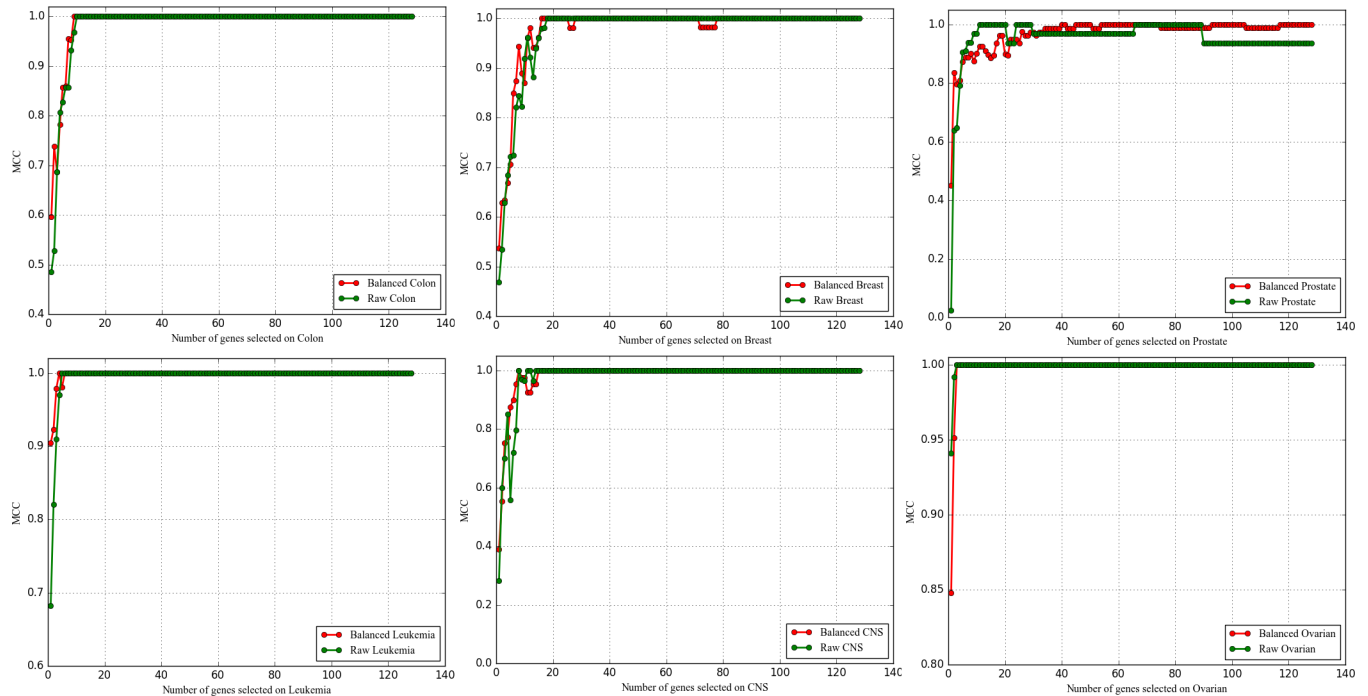 1.0
0.9
0.8
0.7
0.6
0.5
0.4
MCC
0 20 40 60 80 100 120 140
Number of genes selected on Colon
Balanced Colon
Raw Colon
1.0
0.9
0.8
0.7
0.6
0.5
0.4
MCC
0 20 40 60 80 100 120 140
Number of genes selected on Breast
Balanced Breast
Raw Breast
1.0
0.8
0.6
0.4
0.2
0.0
MCC
0 20 40 60 80 100 120 140
Number of genes selected on Prostate
Balanced Prostate
Raw Prostate
1.0
0.9
0.8
0.7
0.6
MCC
0 20 40 60 80 100 120 140
Number of genes selected on Leukemia
Balanced Leukemia
Raw Leukemia
1.0
0.8
0.6
0.4
0.2
0.0
MCC
0 20 40 60 80 100 120 140
Number of genes selected on CNS
Balanced CNS
Raw CNS
1.00
0.95
0.90
0.85
0.80
MCC
0 20 40 60 80 100 120 140
Number of genes selected on Ovarian
Balanced Ovarian
Raw Ovarian